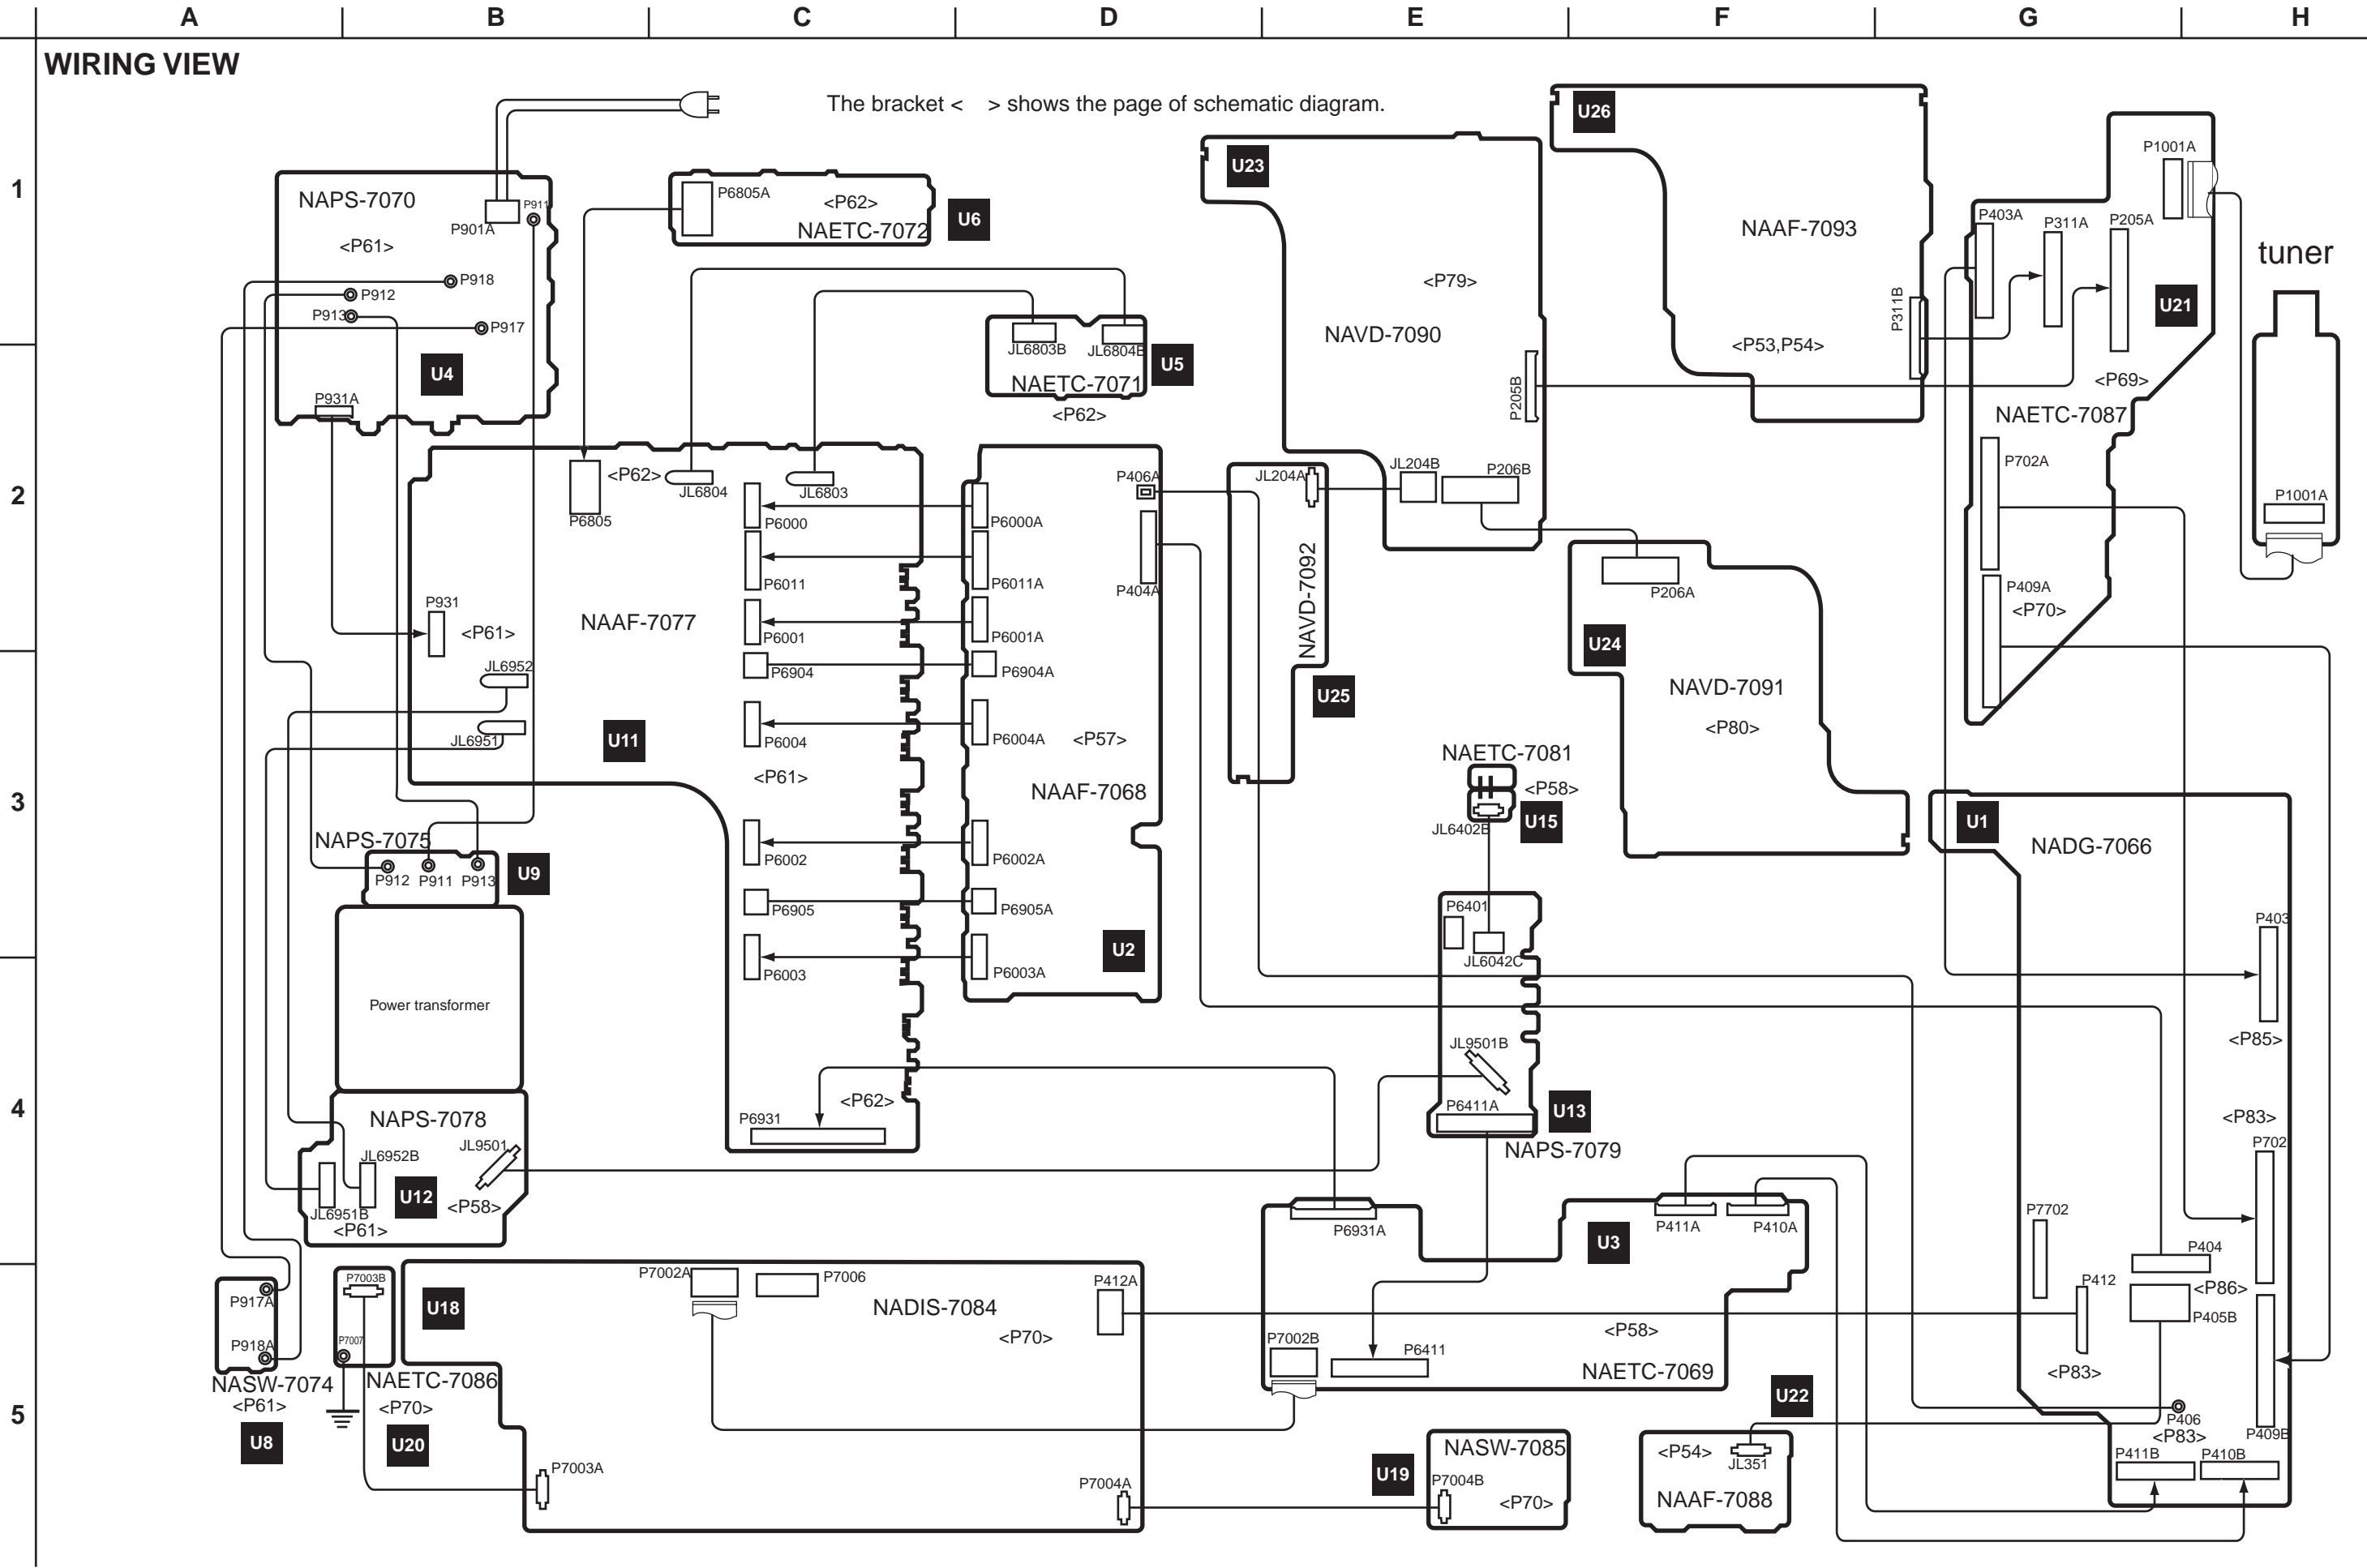 A B C D E F G H
WIRING VIEW
The bracket < > shows the page of schematic diagram.
1
2
3
4
5
NAPS-7070
<P61>
P901A
P911
P918
P912
P913
P917
U4
P931A
P6805A
<P62>
NAETC-7072
U6
JL6803B
JL6804B
U5
NAETC-7071
<P62>
U23
<P79>
NAVD-7090
P205B
JL204B
P206B
U26
NAAF-7093
P311B
<P53,P54>
P1001A
P403A
P311A
P205A
U21
<P69>
NAETC-7087
P702A
P409A
<P70>
tuner
P1001A
<P62>
P6805
JL6804
JL6803
P6000
P6011
P6001
P6904
P6004
<P61>
P6002
P6905
P6003
P931
<P61>
NAAF-7077
JL6952
JL6951
U11
P6931
<P62>
P406A
P6000A
P6011A
P404A
P6001A
P6904A
P6004A
<P57>
NAAF-7068
P6002A
P6905A
U2
P6003A
JL204A
NAVD-7092
U25
P206A
U24
NAVD-7091
<P80>
NAETC-7081
<P58>
JL6402B
U15
U1
NADG-7066
P403
<P85>
<P83>
P702
P7702
P404
P412
<P86>
P405B
<P83>
P406
<P83>
P409B
P411B
P410B
NAPS-7075
P912
P911
P913
U9
Power transformer
NAPS-7078
JL9501
JL6952B
U12
JL6951B
<P61>
<P58>
P6401
JL6042C
JL9501B
P6411A
U13
NAPS-7079
P6931A
U3
P411A
P410A
P7002B
P6411
<P58>
NAETC-7069
P917A
P918A
NASW-7074
<P61>
U8
P7003B
P7007
NAETC-7086
<P70>
U20
U18
P7002A
P7006
NADIS-7084
<P70>
P412A
P7003A
P7004A
U19
NASW-7085
P7004B
<P70>
U22
<P54>
JL351
NAAF-7088